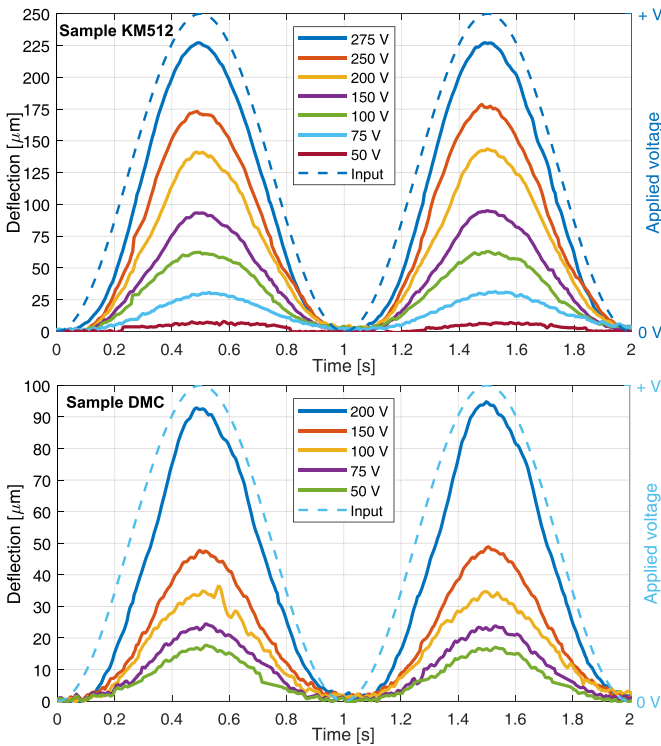 Sample KM512
250
225
200
175
150
125
100
75
50
25
0
Deflection [μm]
275 V
250 V
200 V
150 V
100 V
75 V
50 V
Input
+ V
Applied voltage
0 V
0 0.2 0.4 0.6 0.8 1 1.2 1.4 1.6 1.8 2
Time [s]
Sample DMC
100
90
80
70
60
50
40
30
20
10
0
Deflection [μm]
200 V
150 V
100 V
75 V
50 V
Input
+ V
Applied voltage
0 V
0 0.2 0.4 0.6 0.8 1 1.2 1.4 1.6 1.8 2
Time [s]